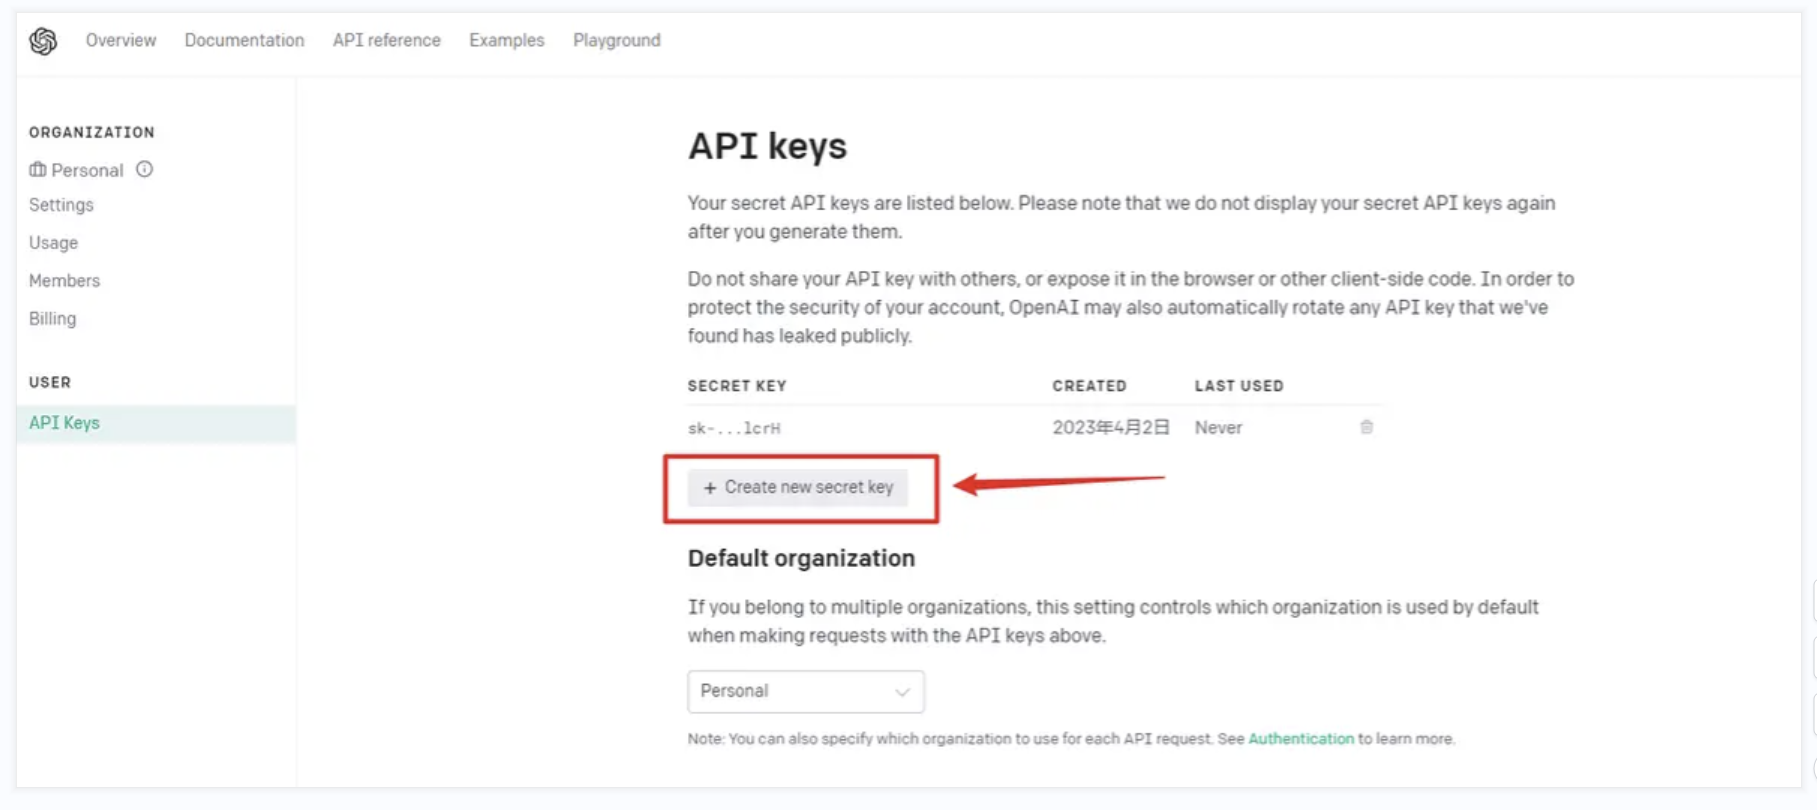 Overview Documentation API reference Examples Playground
ORGANIZATION
Personal
Settings
Usage
Members
Billing
USER
API Keys
API keys
Your secret API keys are listed below. Please note that we do not display your secret API keys again
after you generate them.
Do not share your API key with others, or expose it in the browser or other client-side code. In order to
protect the security of your account, OpenAI may also automatically rotate any API key that we've
found has leaked publicly.
SECRET KEY CREATED LAST USED
sk-...lcrH 2023年4月2日 Never
+ Create new secret key
Default organization
If you belong to multiple organizations, this setting controls which organization is used by default
when making requests with the API keys above.
Personal
Note: You can also specify which organization to use for each API request. See Authentication to learn more.